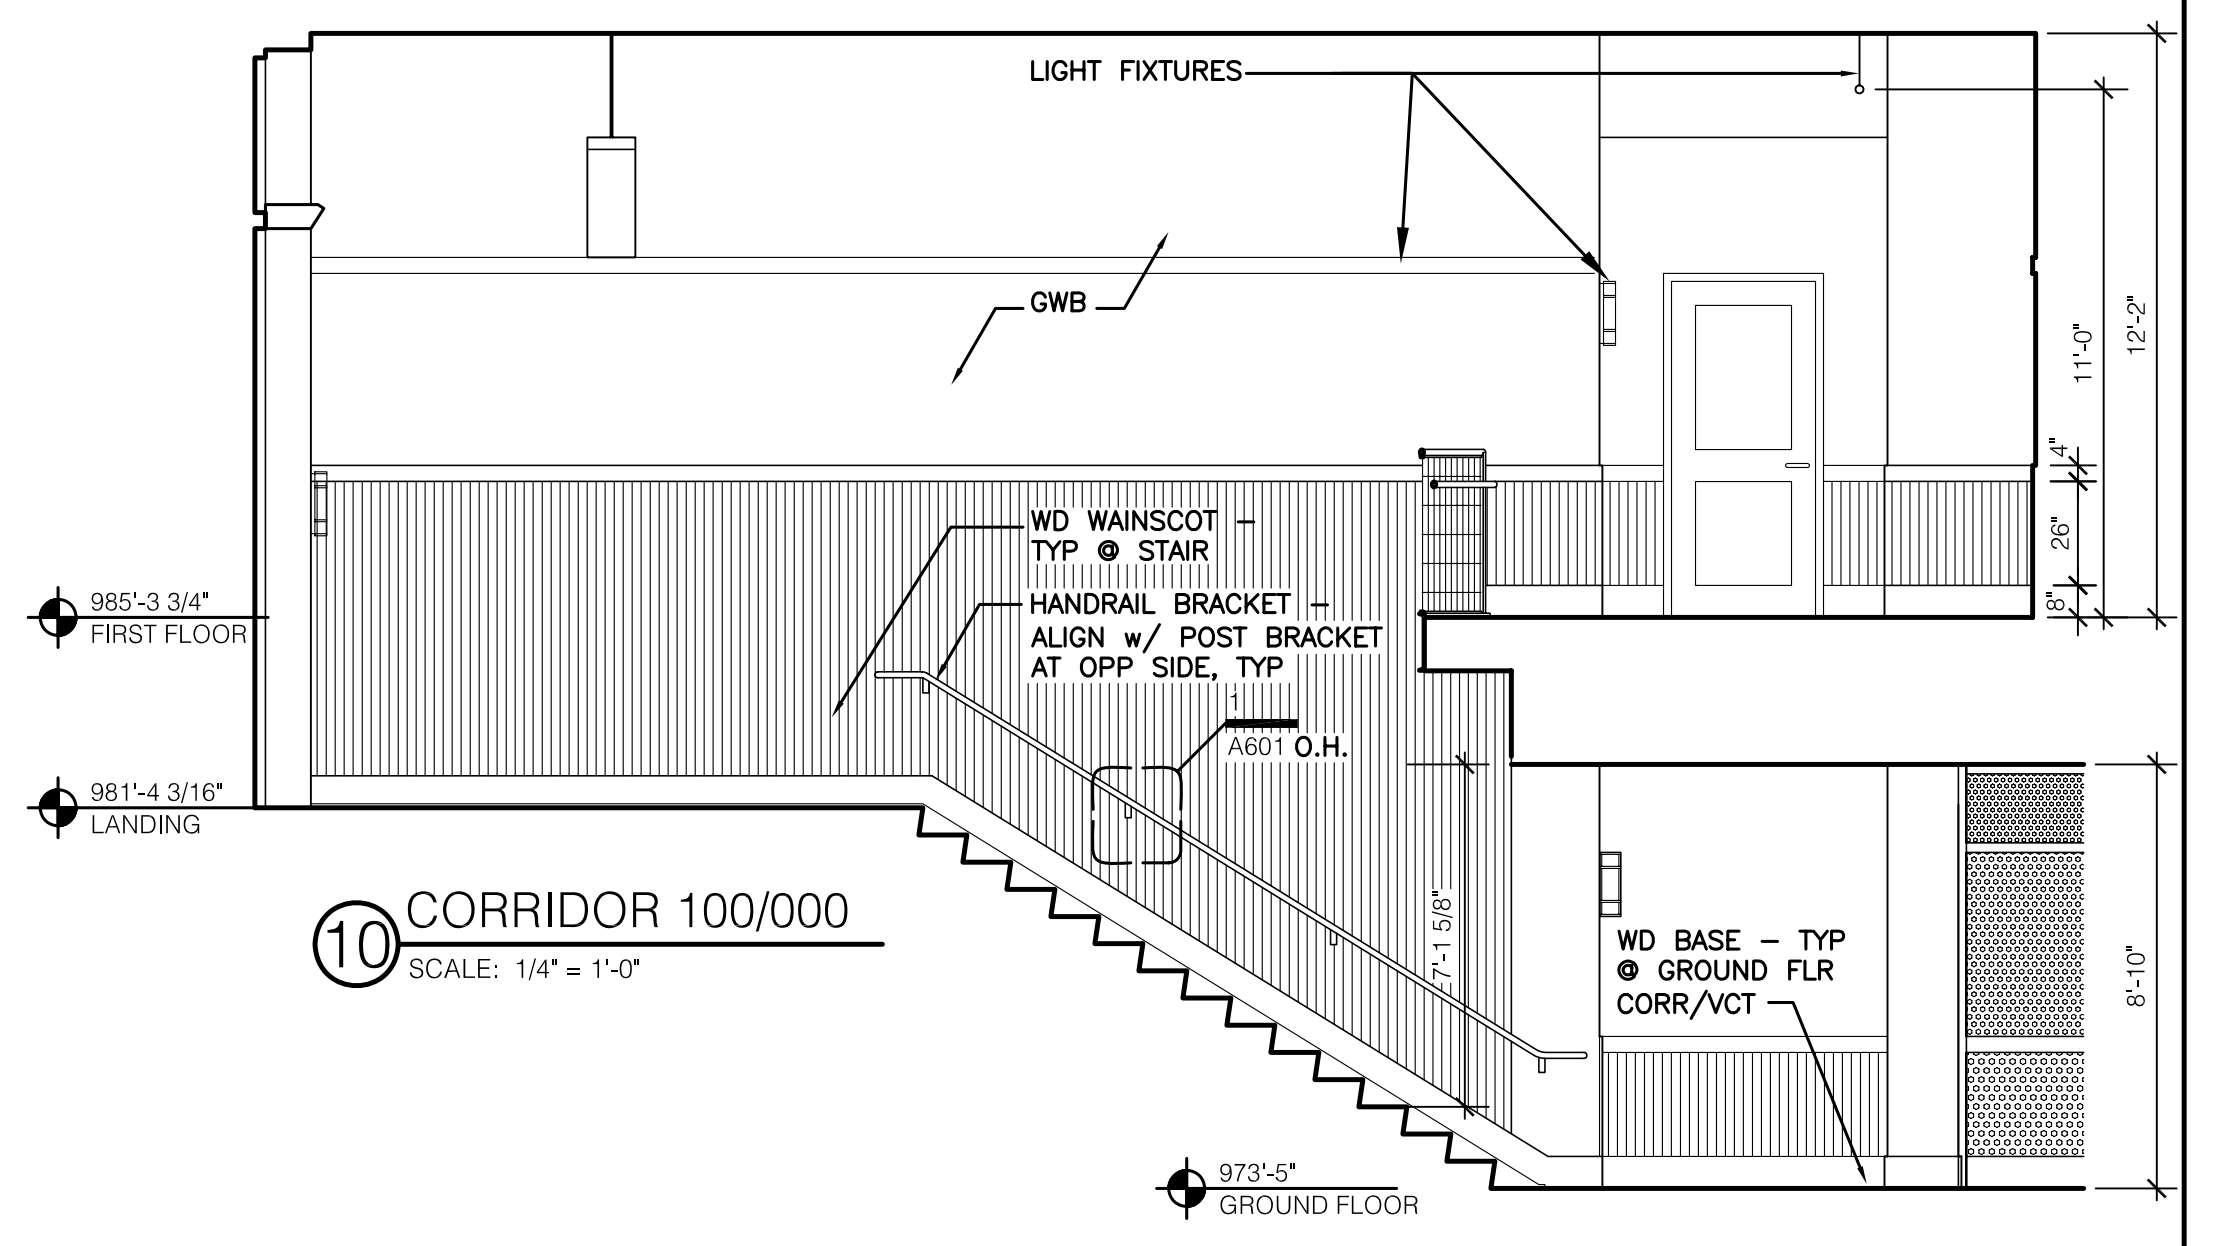 LIGHT FIXTURES
GWB
12'-2"
11'-0"
4"
26"
8"
WD WAINSCOT –
TYP @ STAIR
HANDRAIL BRACKET –
ALIGN w/ POST BRACKET
AT OPP SIDE, TYP
1
A601 O.H.
985'-3 3/4"
FIRST FLOOR
981'-4 3/16"
LANDING
10
CORRIDOR 100/000
SCALE: 1/4" = 1'-0"
7'-1 5/8"
WD BASE – TYP
@ GROUND FLR
CORR/VCT
8'-10"
973'-5"
GROUND FLOOR